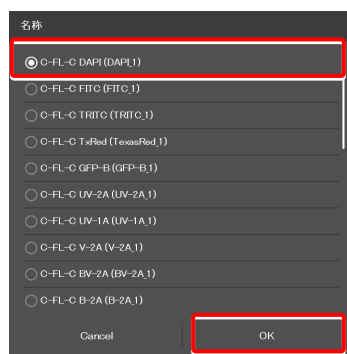 名称
C-FL-C DAPI (DAPI_1)
C-FL-C FITC (FITC_1)
C-FL-C TRITC (TRITC_1)
C-FL-C TxRed (TexasRed_1)
C-FL-C GFP-B (GFP-B_1)
C-FL-C UV-2A (UV-2A_1)
C-FL-C UV-1A (UV-1A_1)
C-FL-C V-2A (V-2A_1)
C-FL-C BV-2A (BV-2A_1)
C-FL-C B-2A (B-2A_1)
Cancel
OK